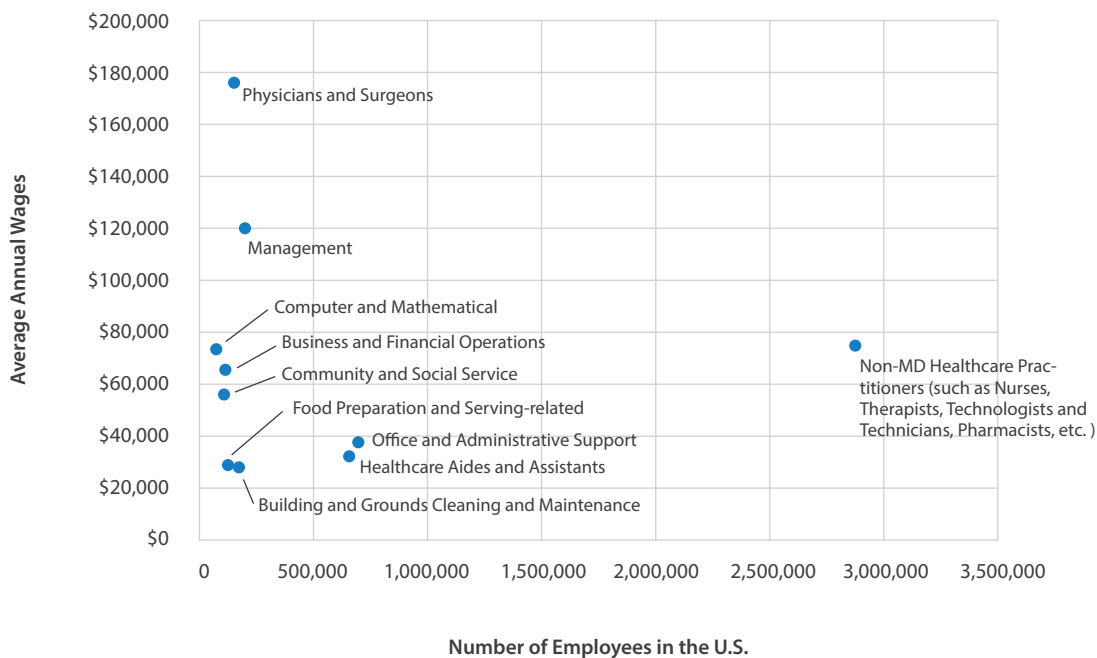 $200,000
$180,000
Physicians and Surgeons
$160,000
$140,000
$120,000
Management
$100,000
Computer and Mathematical
$80,000
Business and Financial Operations
Non-MD Healthcare Prac-
titioners (such as Nurses,
Therapists, Technologists and
Technicians, Pharmacists, etc. )
Community and Social Service
$60,000
Food Preparation and Serving-related
$40,000
Office and Administrative Support
Healthcare Aides and Assistants
$20,000
Building and Grounds Cleaning and Maintenance
$0
Average Annual Wages
0 500,000 1,000,000 1,500,000 2,000,000 2,500,000 3,000,000 3,500,000
Number of Employees in the U.S.